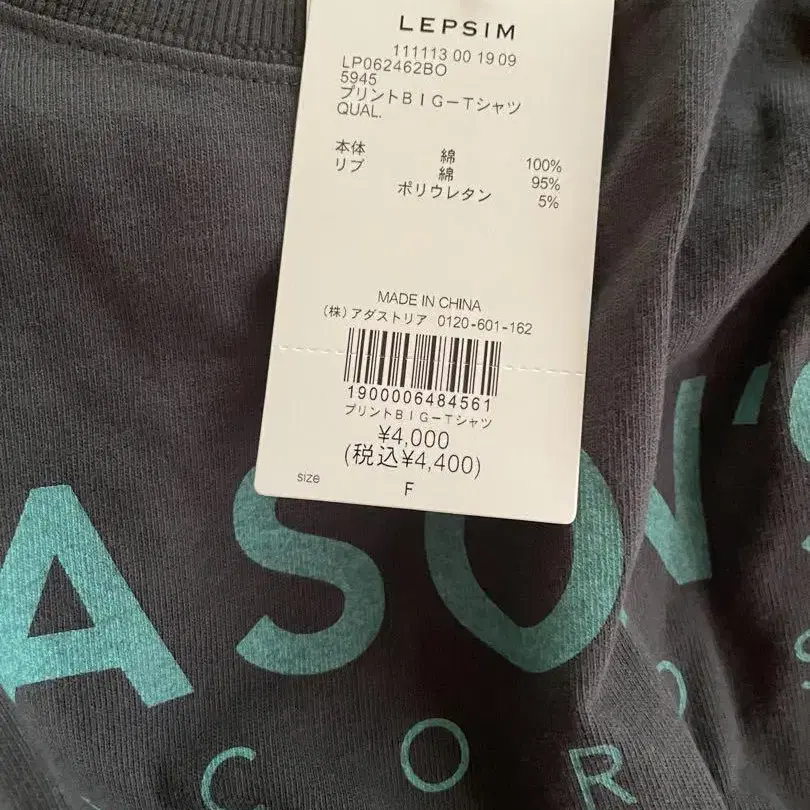 LEPSIM
111113 00 19 09
LP062462BO
5945
プリントBIG-Tシャツ
QUAL.
本体 綿 100%
リブ 綿 95%
ポリウレタン 5%
MADE IN CHINA
(株)アダストリア 0120-601-162
1900006484561
プリントBIG-Tシャツ
¥4,000
(税込¥4,400)
size F
ASON'S
CORDS